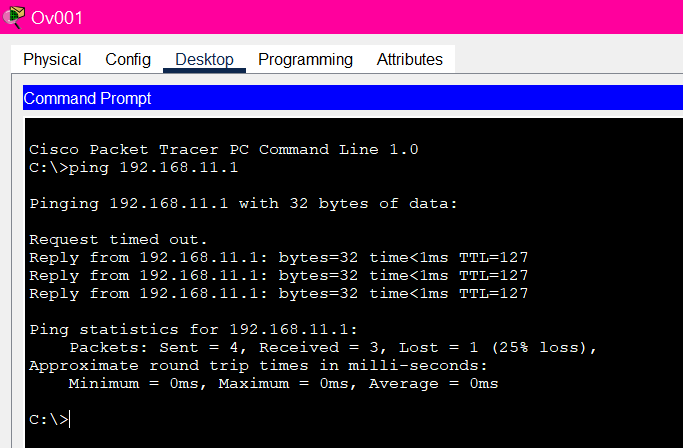 Ov001
Physical Config Desktop Programming Attributes
Command Prompt
Cisco Packet Tracer PC Command Line 1.0
C:\>ping 192.168.11.1
Pinging 192.168.11.1 with 32 bytes of data:
Request timed out.
Reply from 192.168.11.1: bytes=32 time<1ms TTL=127
Reply from 192.168.11.1: bytes=32 time<1ms TTL=127
Reply from 192.168.11.1: bytes=32 time<1ms TTL=127
Ping statistics for 192.168.11.1:
    Packets: Sent = 4, Received = 3, Lost = 1 (25% loss),
Approximate round trip times in milli-seconds:
    Minimum = 0ms, Maximum = 0ms, Average = 0ms
C:\>